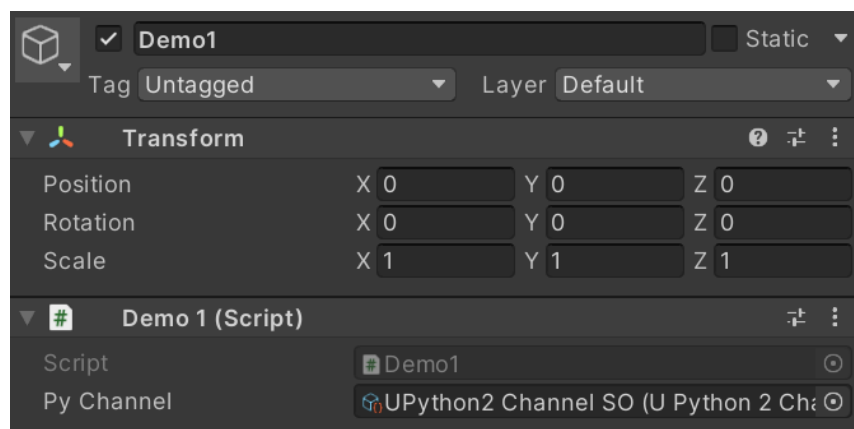 Demo1 Static
Tag Untagged Layer Default
Transform
Position X 0 Y 0 Z 0
Rotation X 0 Y 0 Z 0
Scale X 1 Y 1 Z 1
# Demo 1 (Script)
Script # Demo1
Py Channel UPython2 Channel SO (U Python 2 Cha